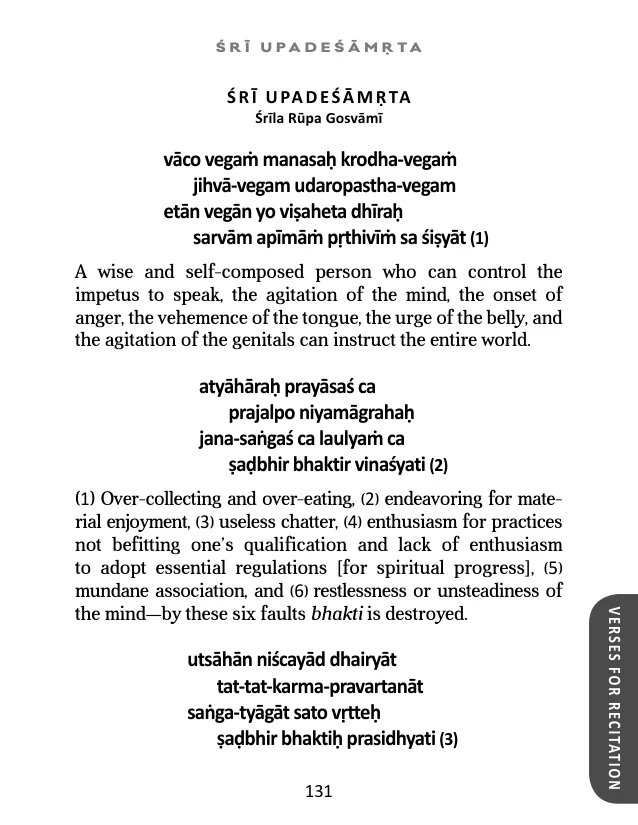 ŚRĪ UPADEŚĀMṚTA
ŚRĪ UPADEŚĀMṚTA
Śrīla Rūpa Gosvāmī
vāco vegaṁ manasaḥ krodha-vegaṁ
jihvā-vegam udaropastha-vegam
etān vegān yo viṣaheta dhīraḥ
sarvām apīmāṁ pṛthivīṁ sa śiṣyāt (1)
A wise and self-composed person who can control the
impetus to speak, the agitation of the mind, the onset of
anger, the vehemence of the tongue, the urge of the belly, and
the agitation of the genitals can instruct the entire world.
atyāhāraḥ prayāsaś ca
prajalpo niyamāgrahaḥ
jana-saṅgaś ca laulyaṁ ca
ṣaḍbhir bhaktir vinaśyati (2)
(1) Over-collecting and over-eating, (2) endeavoring for mate-
rial enjoyment, (3) useless chatter, (4) enthusiasm for practices
not befitting one’s qualification and lack of enthusiasm
to adopt essential regulations [for spiritual progress], (5)
mundane association, and (6) restlessness or unsteadiness of
the mind—by these six faults bhakti is destroyed.
utsāhān niścayād dhairyāt
tat-tat-karma-pravartanāt
saṅga-tyāgāt sato vṛtteḥ
ṣaḍbhir bhaktiḥ prasidhyati (3)
VERSES FOR RECITATION
131